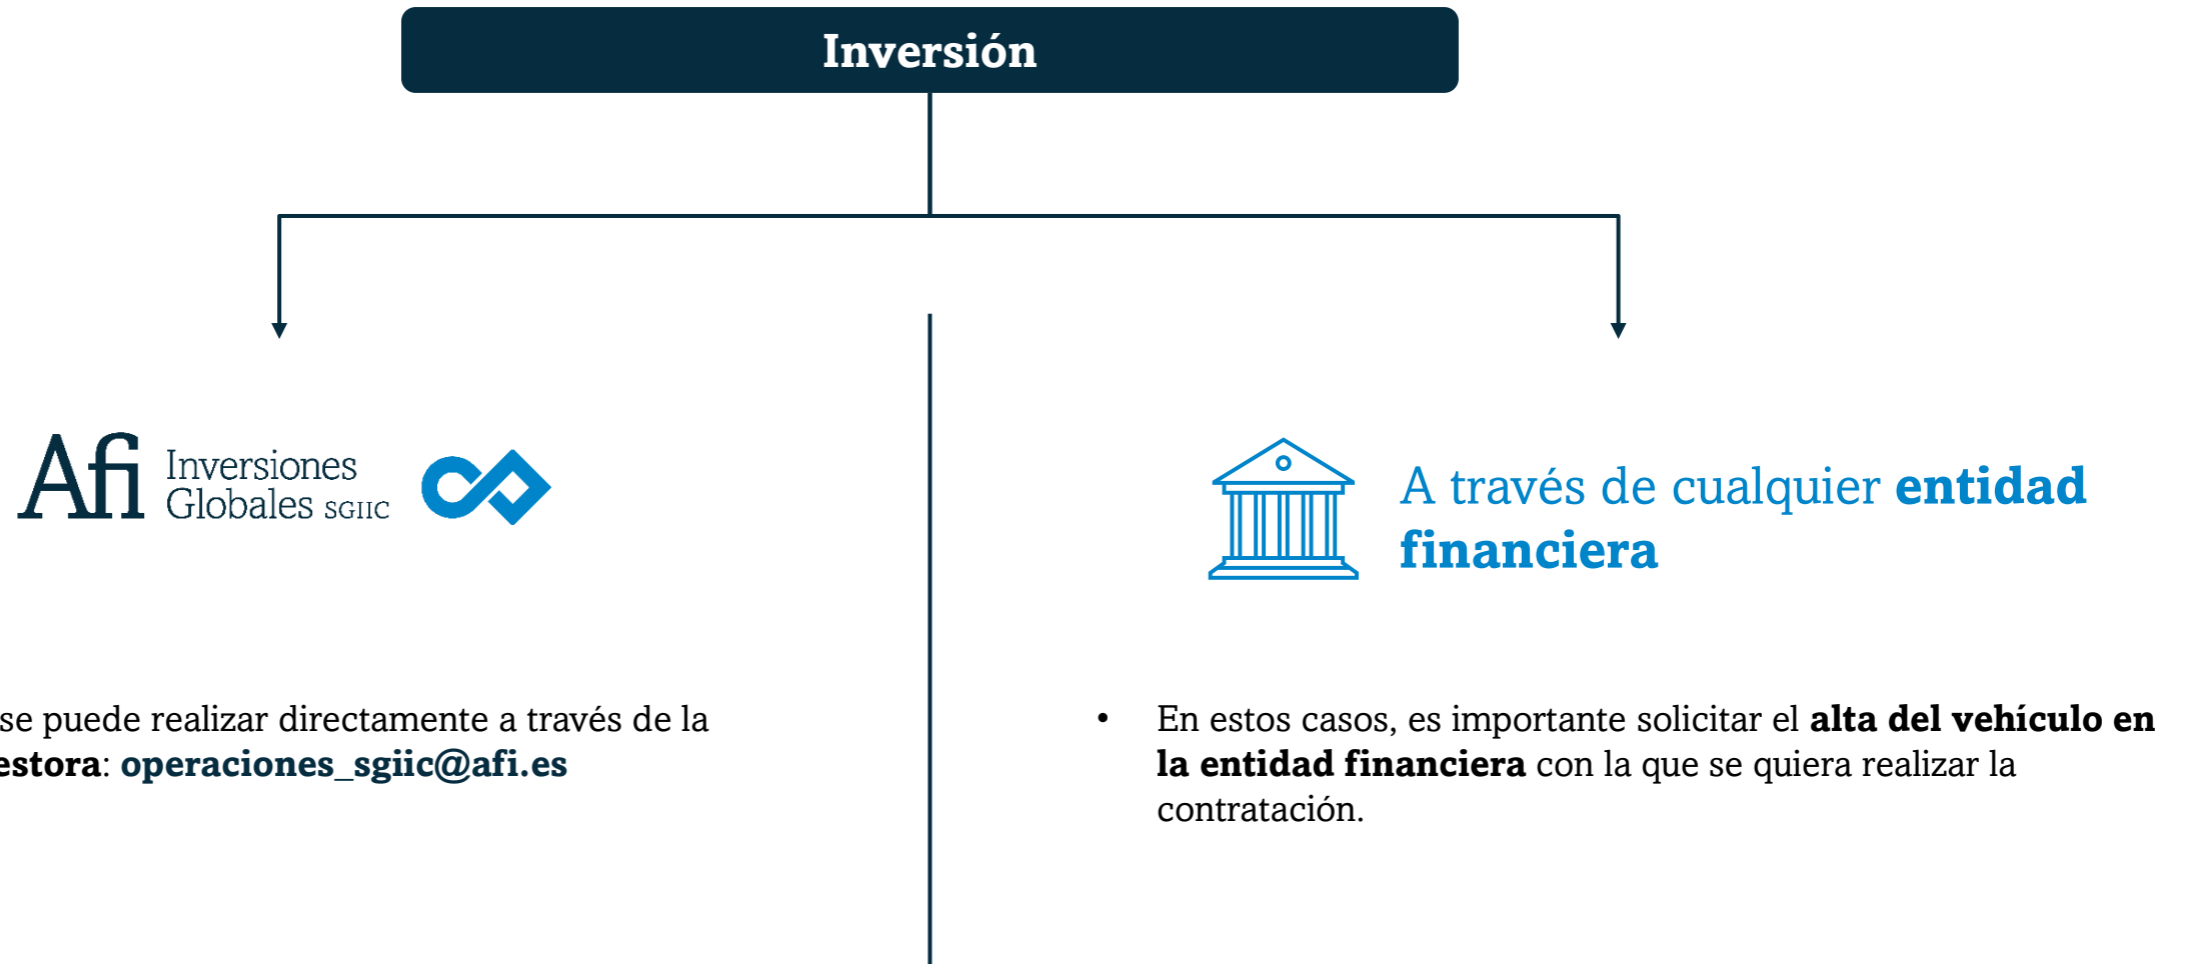 Inversión
Afi Inversiones
Globales SGIIC
A través de cualquier entidad
financiera
se puede realizar directamente a través de la
estora: operaciones_sgiic@afi.es
• En estos casos, es importante solicitar el alta del vehículo en
la entidad financiera con la que se quiera realizar la
contratación.